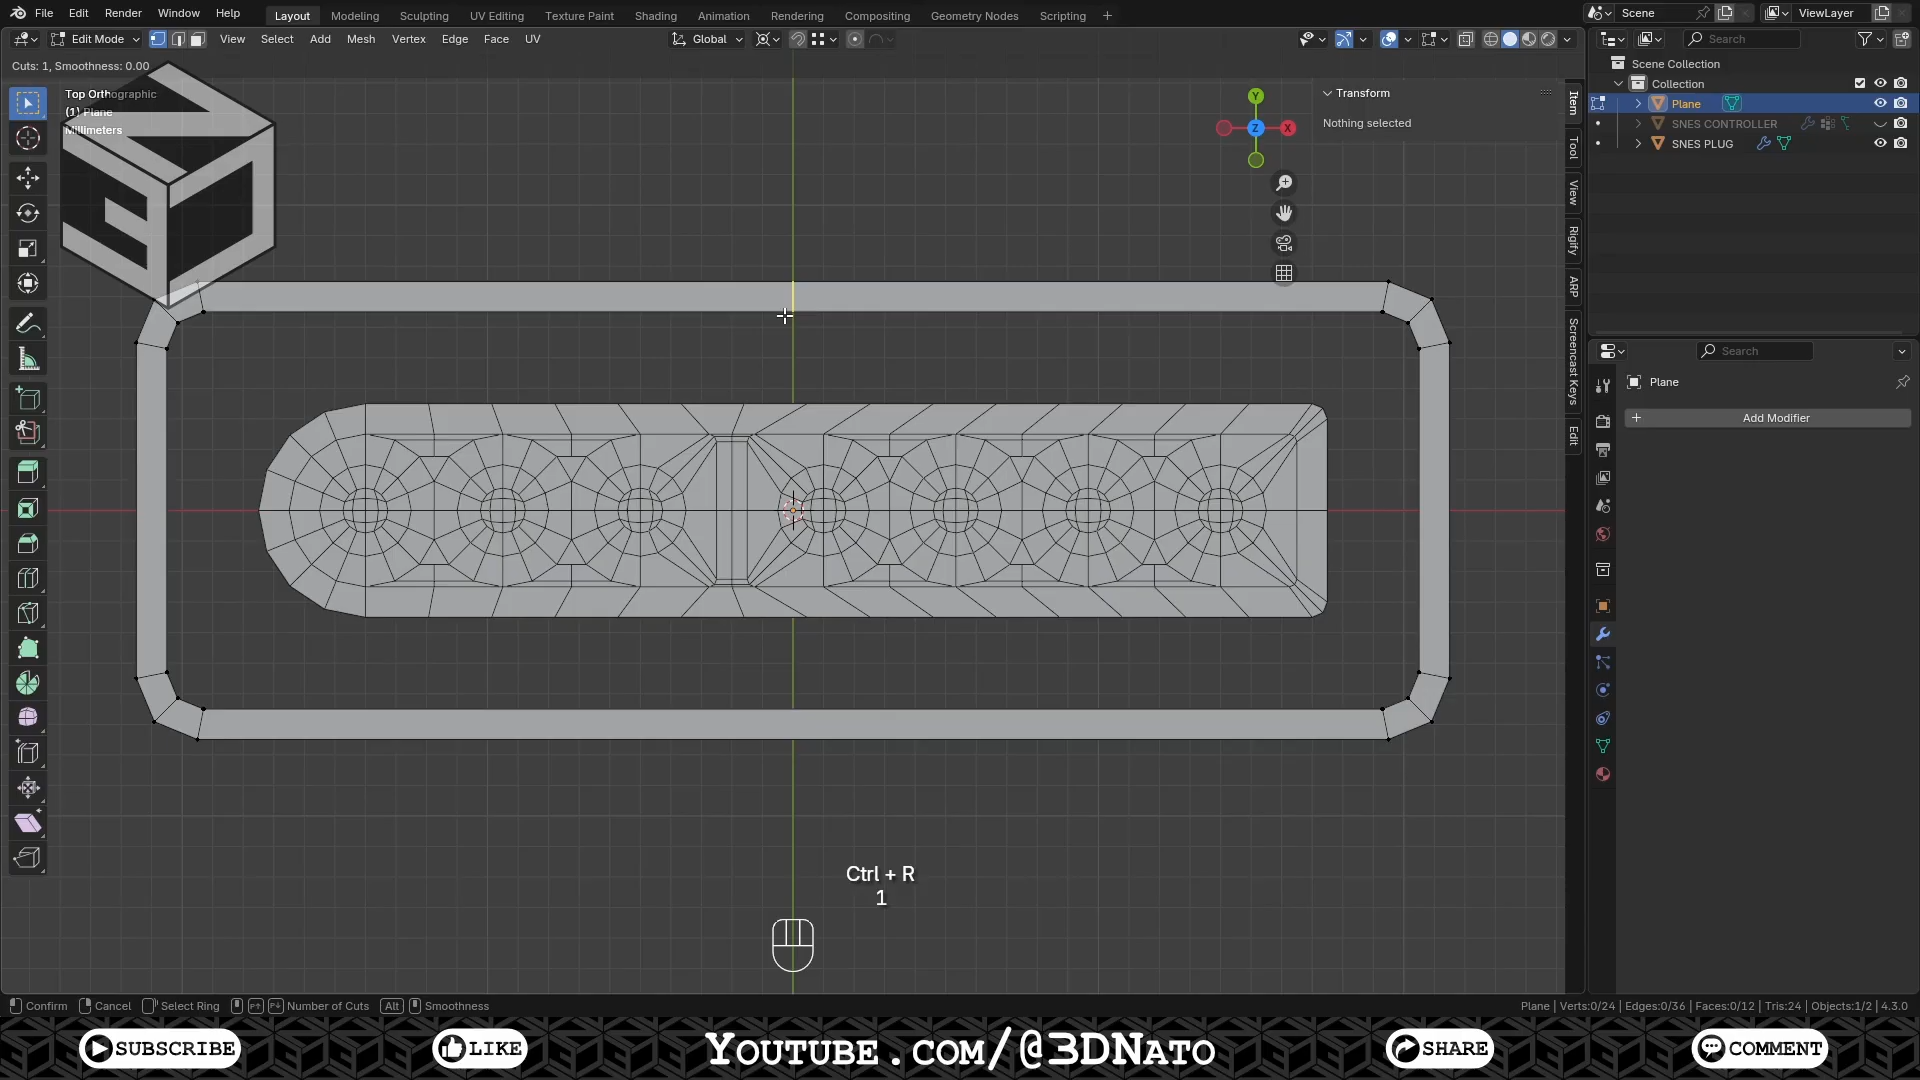 File Edit Render Window Help
Layout Modeling Sculpting UV Editing Texture Paint Shading Animation Rendering Compositing Geometry Nodes Scripting +
Scene ViewLayer
Edit Mode View Select Add Mesh Vertex Edge Face UV
Global
Search
Cuts: 1, Smoothness: 0.00
Scene Collection
Collection
Plane
SNES CONTROLLER
SNES PLUG
Top Orthographic
(1) Plane
Millimeters
Transform
Nothing selected
Y
Z
X
Item
Tool
View
Rigify
ARP
Screencast Keys
Edit
Search
Plane
+ Add Modifier
Ctrl + R
1
Confirm Cancel Select Ring Number of Cuts Alt Smoothness
Plane | Verts:0/24 | Edges:0/36 | Faces:0/12 | Tris:24 | Objects:1/2 | 4.3.0
SUBSCRIBE LIKE Youtube.com/@3DNato SHARE COMMENT